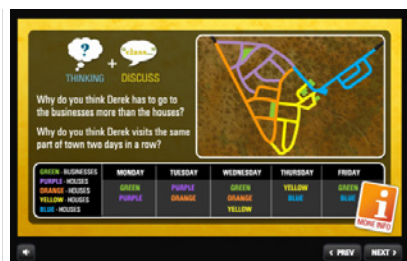 ?
"class..."
+
THINKING DISCUSS
Why do you think Derek has to go
to the businesses more than the houses?
Why do you think Derek visits the same
part of town two days in a row?
GREEN - BUSINESSES
PURPLE - HOUSES
ORANGE - HOUSES
YELLOW - HOUSES
BLUE - HOUSES
MONDAY TUESDAY WEDNESDAY THURSDAY FRIDAY
GREEN PURPLE GREEN YELLOW GREEN
PURPLE ORANGE ORANGE BLUE BLUE
YELLOW
i
MORE INFO
< PREV NEXT >